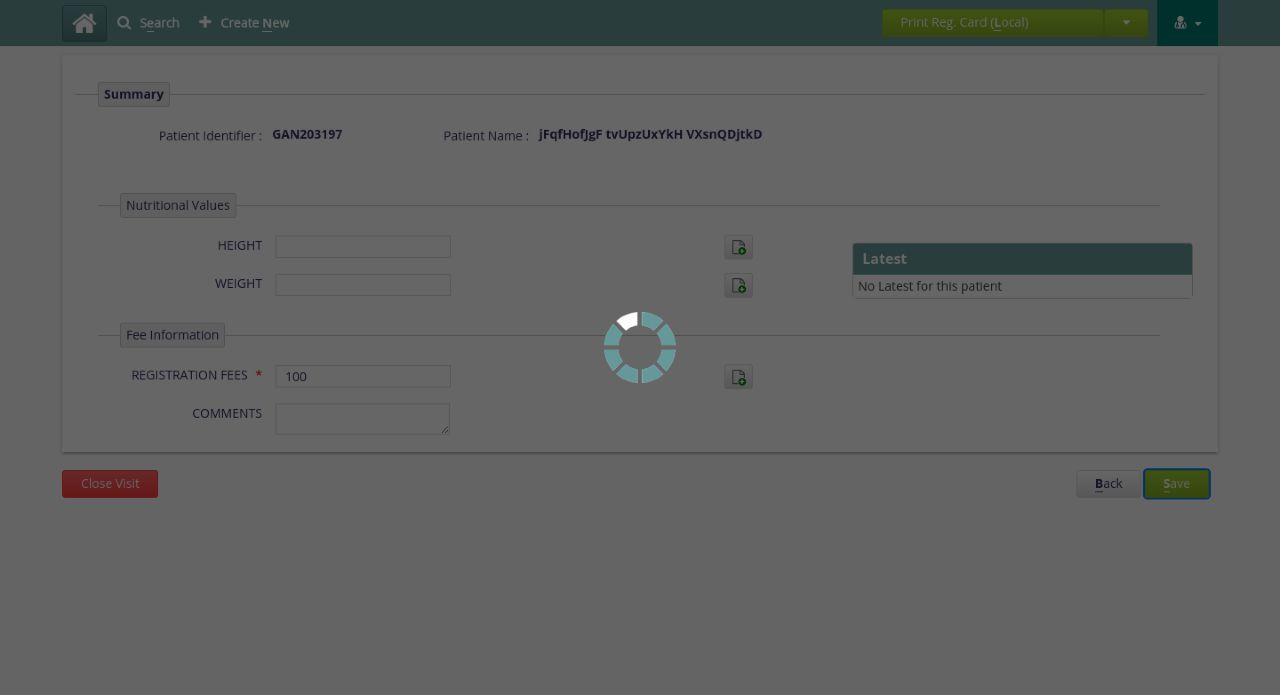 Search Create New Print Reg. Card (Local)
Summary
Patient Identifier : GAN203197 Patient Name : jFqfHofJgF tvUpzUxYkH VXsnQDjtkD
Nutritional Values
HEIGHT
Latest
WEIGHT
No Latest for this patient
Fee Information
REGISTRATION FEES * 100
COMMENTS
Close Visit Back Save